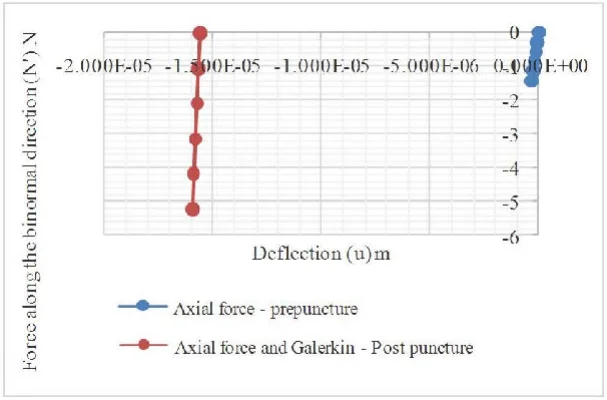 0
-2.000E-05 -1.500E-05 -1.000E-05 -5.000E-06 0.000E+00
-1
-2
-3
-4
-5
-6
Force along the binormal direction (N') N
Deflection (u) m
Axial force - prepuncture
Axial force and Galerkin - Post puncture